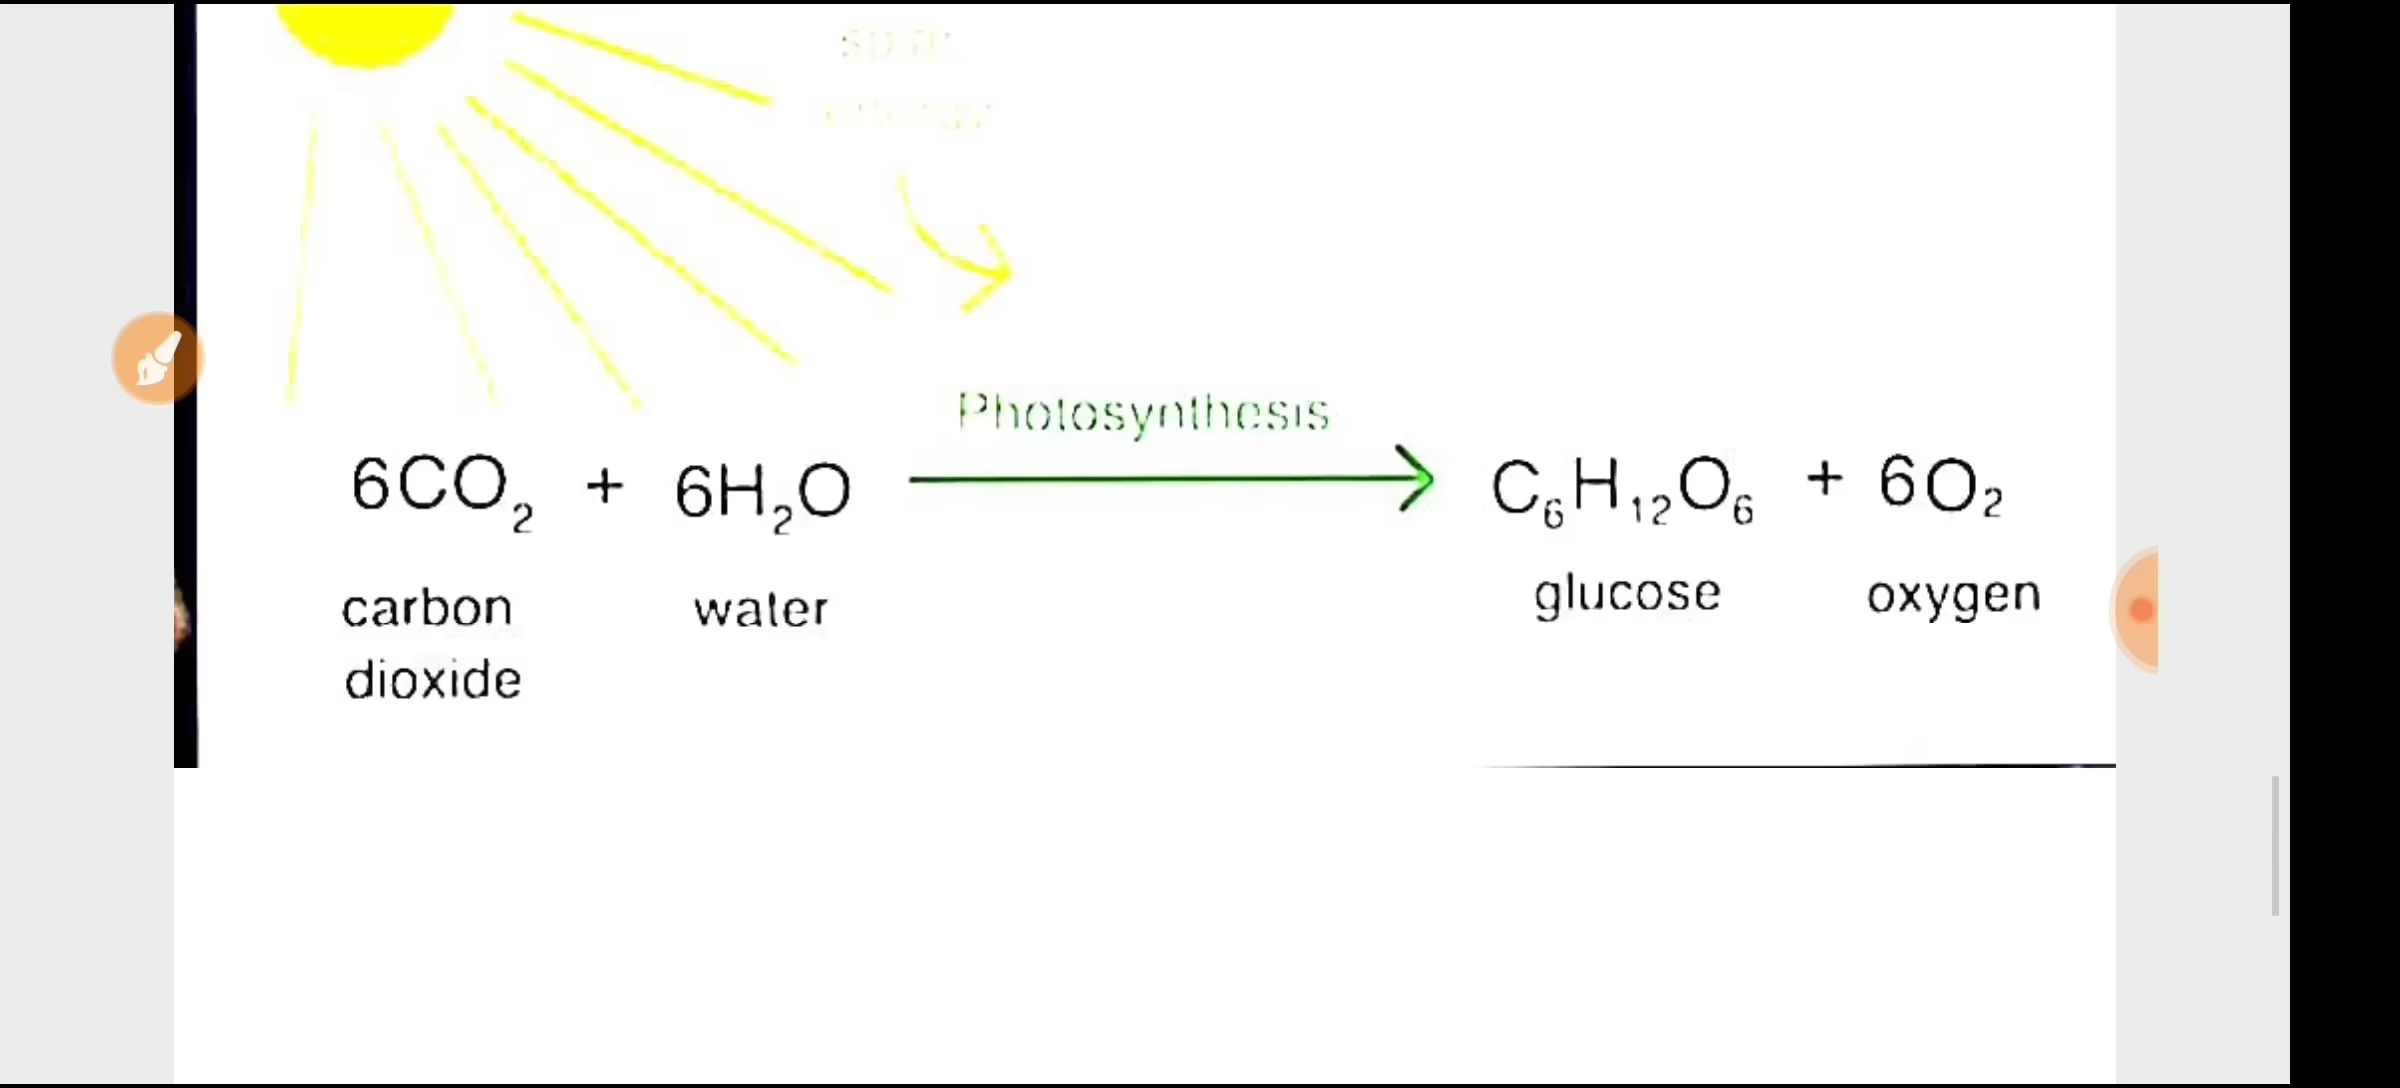 Photosynthesis
6CO₂ + 6H₂O → C₆H₁₂O₆ + 6O₂
carbon dioxide water glucose oxygen